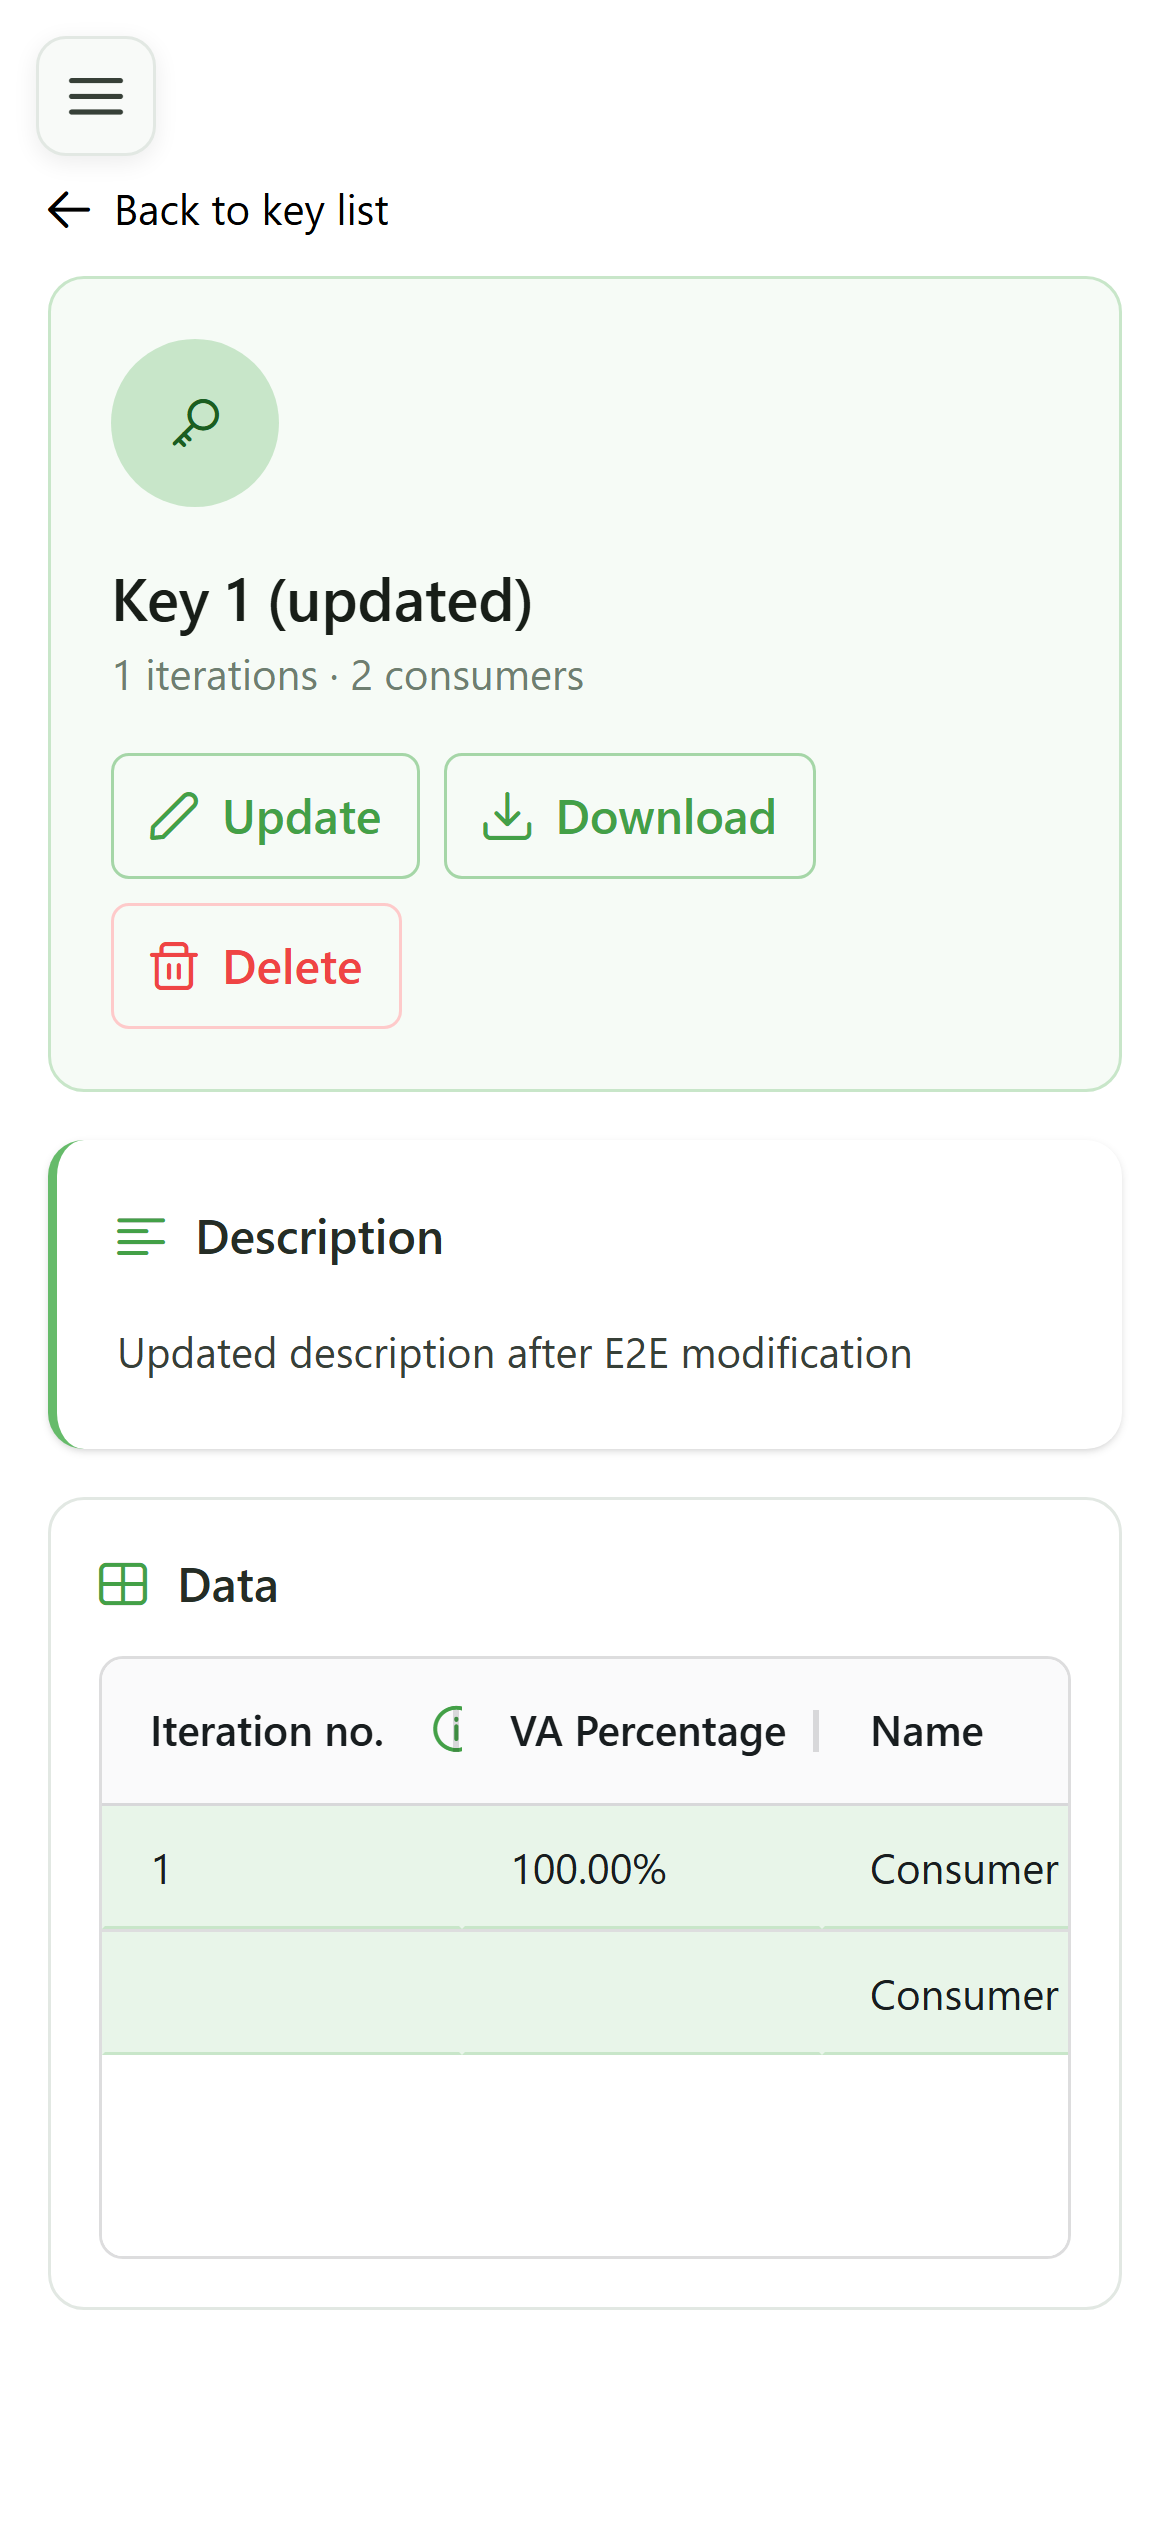 Back to key list
Key 1 (updated)
1 iterations · 2 consumers
Update
Download
Delete
Description
Updated description after E2E modification
Data
Iteration no. VA Percentage Name
1 100.00% Consumer
Consumer